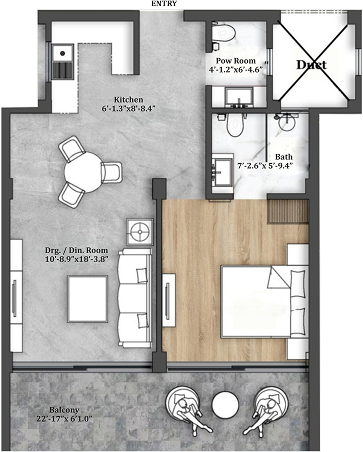 ENTRY
Pow Room
4'-1.2"x6'-4.6"
Duct
Kitchen
6'-1.3"x8'-8.4"
Bath
7'-2.6"x 5'-9.4"
Drg. / Din. Room
10'-8.9"x18'-3.8"
Balcony
22'-17"x 6'1.0"